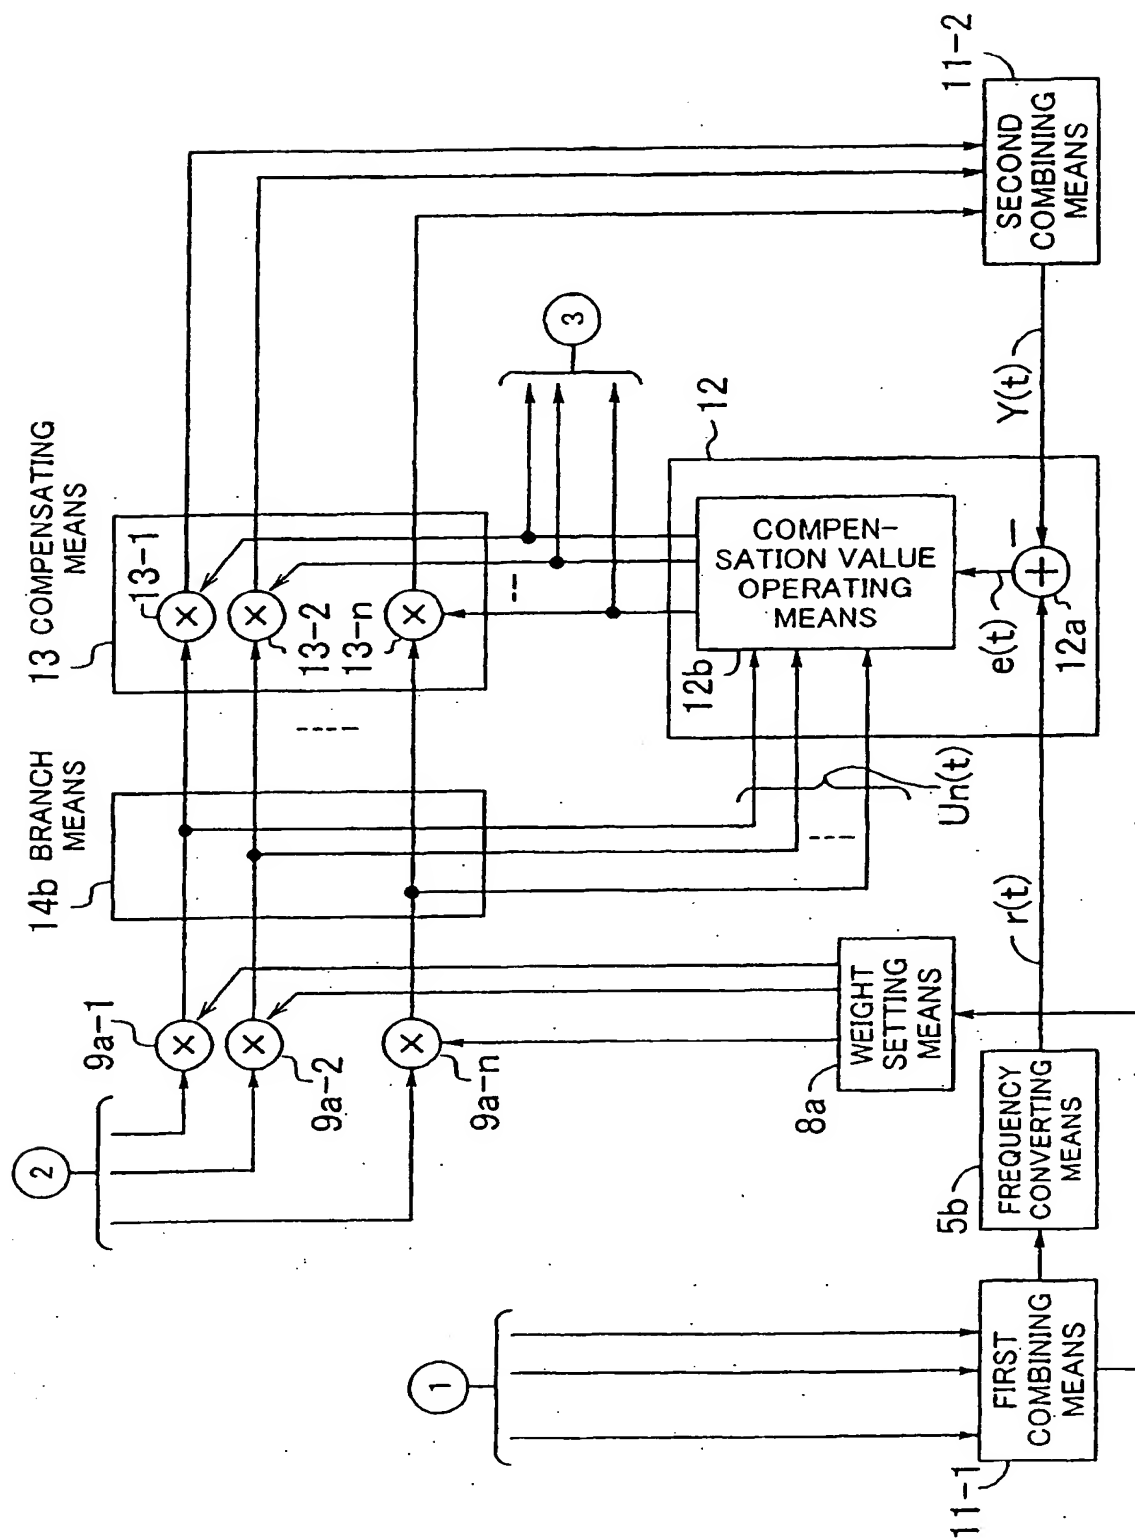 11-1
FIRST
COMBINING
MEANS
1
2
9a-1
9a-2
9a-n
8a
WEIGHT
SETTING
MEANS
5b
FREQUENCY
CONVERTING
MEANS
r(t)
14b BRANCH
MEANS
Un(t)
13 COMPENSATING
MEANS
13-1
13-2
13-n
12b
COMPEN-
SATION VALUE
OPERATING
MEANS
12
e(t)
12a
+
−
3
Y(t)
SECOND
COMBINING
MEANS
11-2